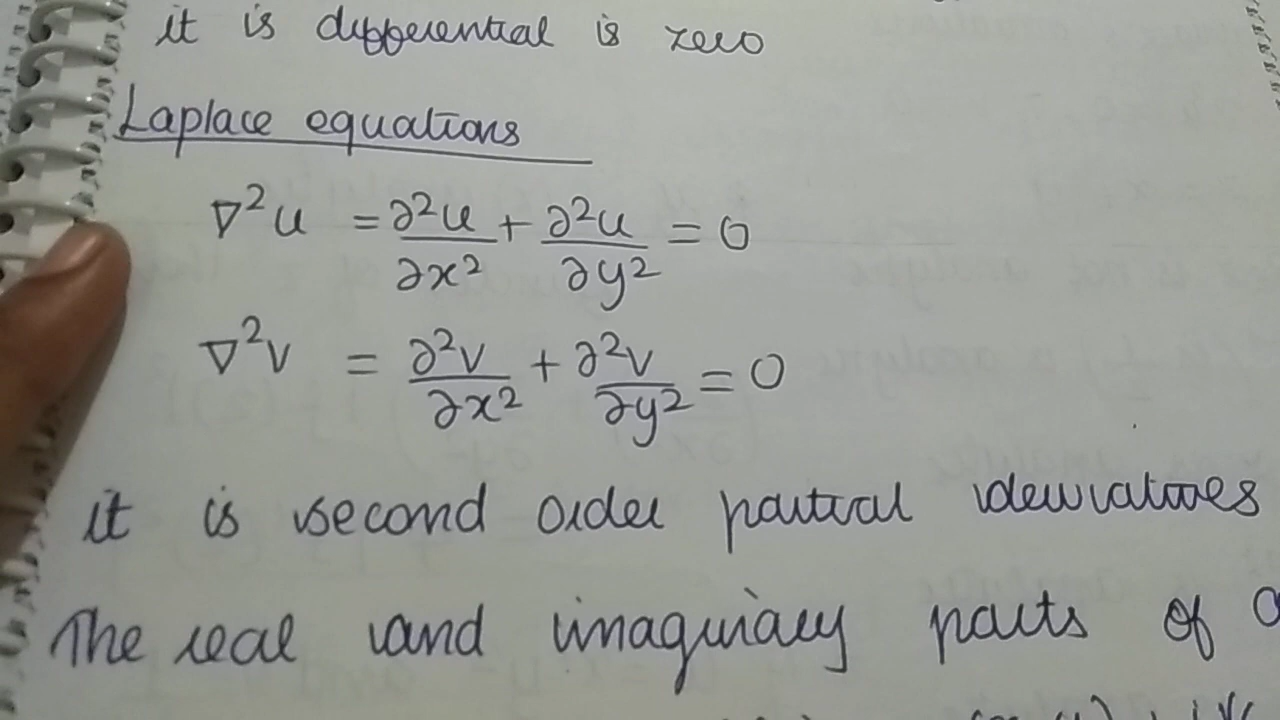 it is differential is zero
Laplace equations
∇²u = ∂²u/∂x² + ∂²u/∂y² = 0
∇²v = ∂²v/∂x² + ∂²v/∂y² = 0
it is second order partial derivatives
The real and imaginary parts of